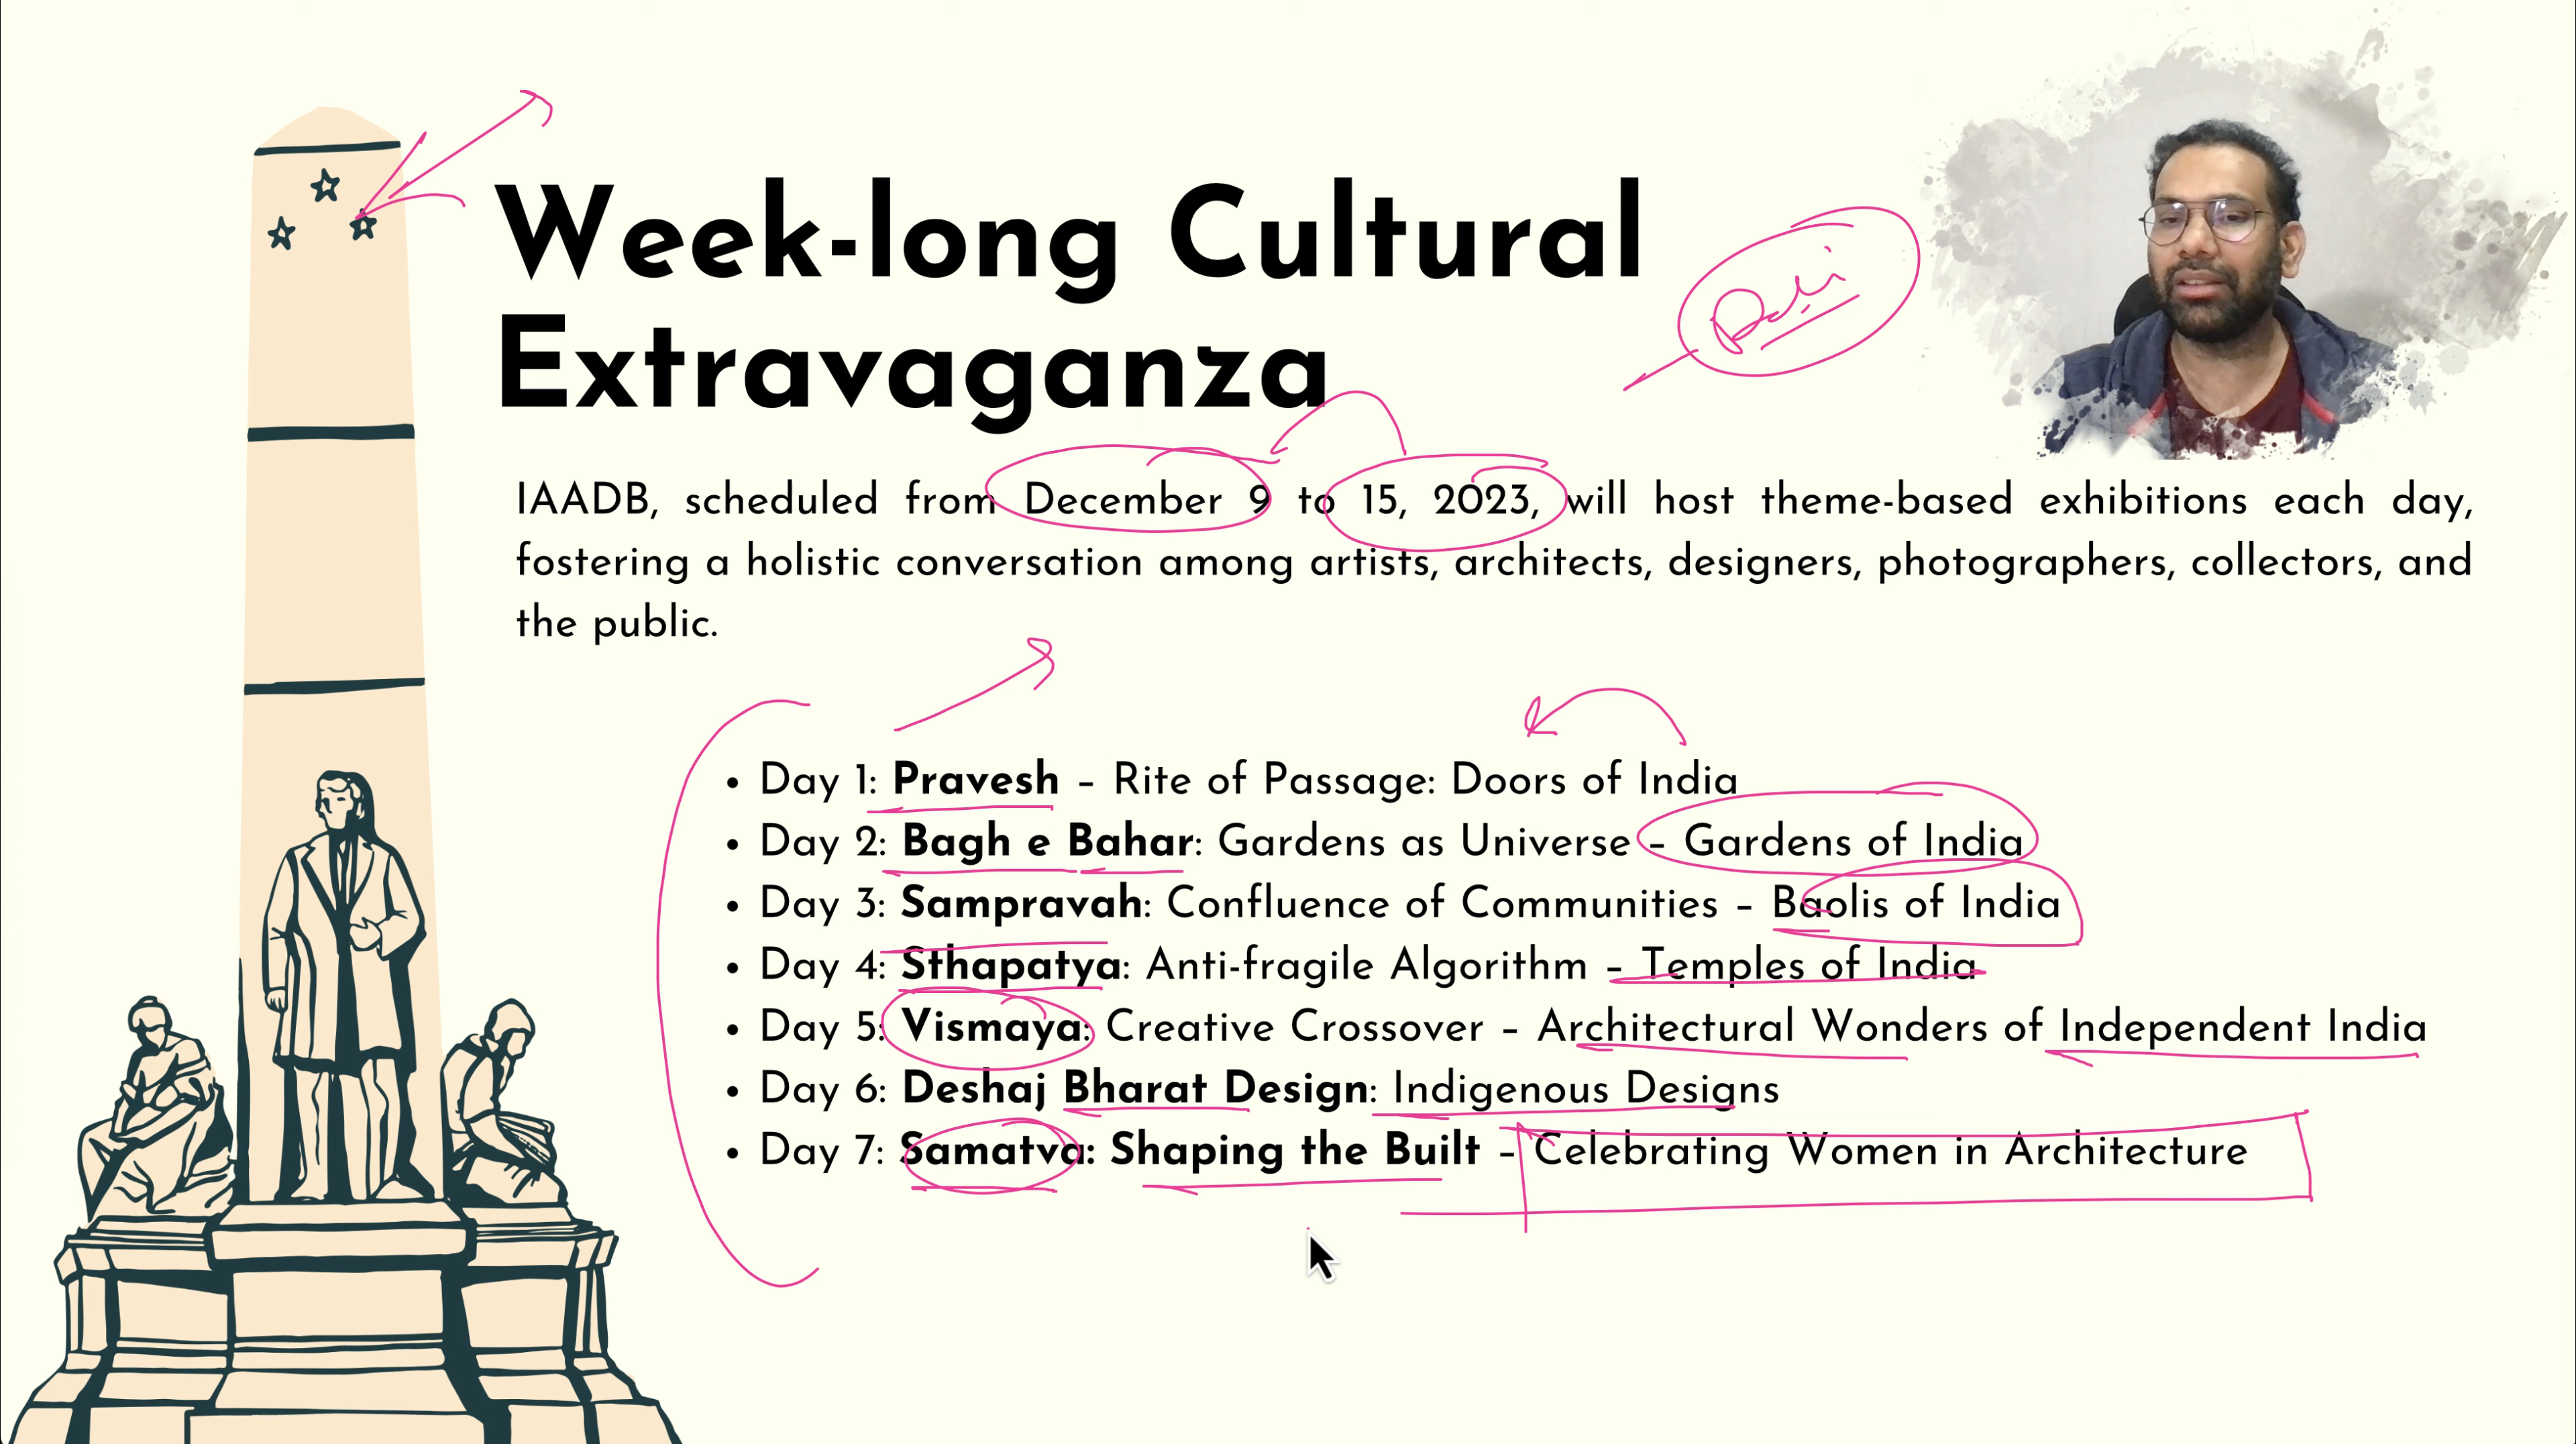 Week-long Cultural
Extravaganza
IAADB, scheduled from December 9 to 15, 2023, will host theme-based exhibitions each day,
fostering a holistic conversation among artists, architects, designers, photographers, collectors, and
the public.
• Day 1: Pravesh – Rite of Passage: Doors of India
• Day 2: Bagh e Bahar: Gardens as Universe – Gardens of India
• Day 3: Sampravah: Confluence of Communities – Baolis of India
• Day 4: Sthapatya: Anti-fragile Algorithm – Temples of India
• Day 5: Vismaya: Creative Crossover – Architectural Wonders of Independent India
• Day 6: Deshaj Bharat Design: Indigenous Designs
• Day 7: Samatva: Shaping the Built – Celebrating Women in Architecture